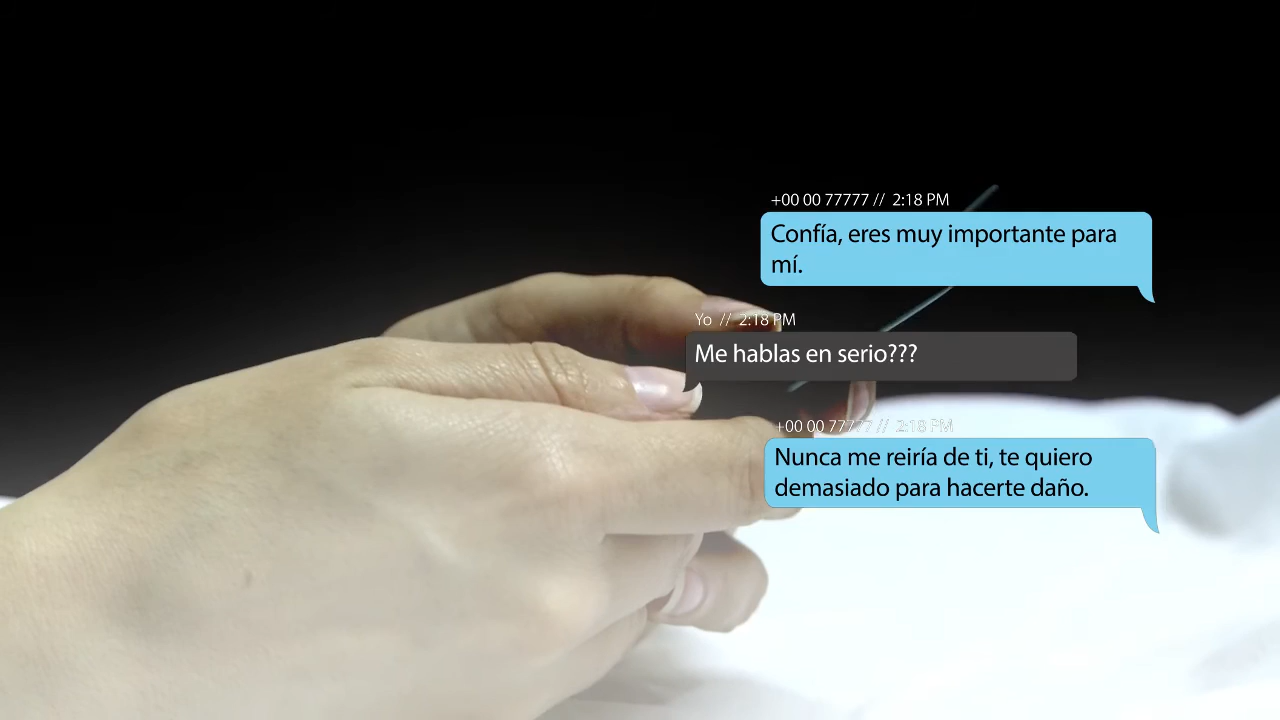 +00 00 77777 // 2:18 PM
Confía, eres muy importante para
mí.
Yo // 2:18 PM
Me hablas en serio???
+00 00 77777 // 2:18 PM
Nunca me reiría de ti, te quiero
demasiado para hacerte daño.